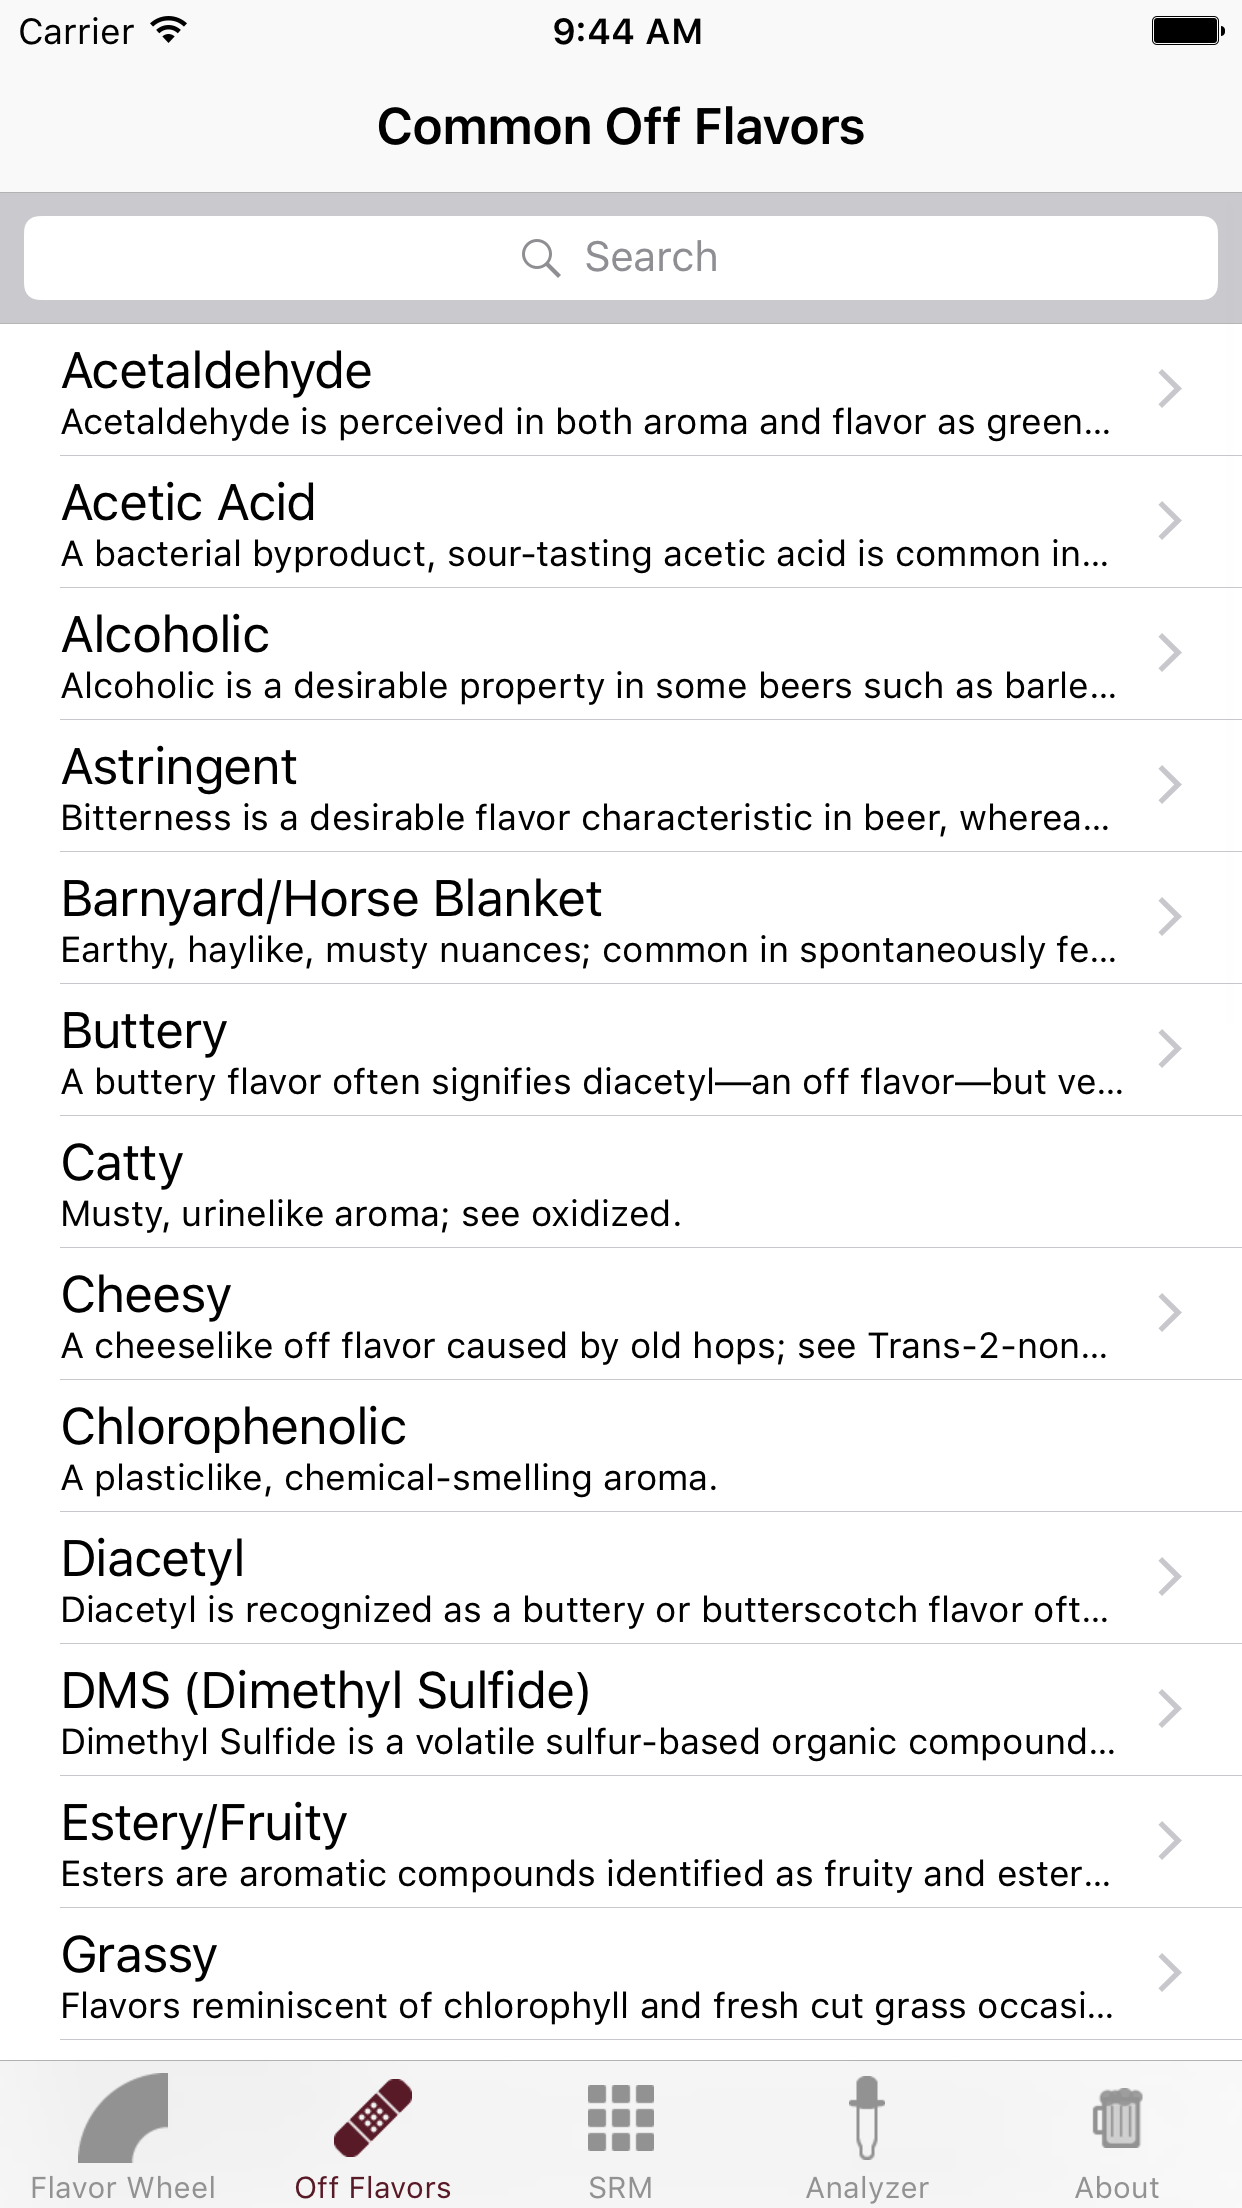 Carrier 9:44 AM
Common Off Flavors
Search
Acetaldehyde
Acetaldehyde is perceived in both aroma and flavor as green...
Acetic Acid
A bacterial byproduct, sour-tasting acetic acid is common in...
Alcoholic
Alcoholic is a desirable property in some beers such as barle...
Astringent
Bitterness is a desirable flavor characteristic in beer, wherea...
Barnyard/Horse Blanket
Earthy, haylike, musty nuances; common in spontaneously fe...
Buttery
A buttery flavor often signifies diacetyl—an off flavor—but ve...
Catty
Musty, urinelike aroma; see oxidized.
Cheesy
A cheeselike off flavor caused by old hops; see Trans-2-non...
Chlorophenolic
A plasticlike, chemical-smelling aroma.
Diacetyl
Diacetyl is recognized as a buttery or butterscotch flavor oft...
DMS (Dimethyl Sulfide)
Dimethyl Sulfide is a volatile sulfur-based organic compound...
Estery/Fruity
Esters are aromatic compounds identified as fruity and ester...
Grassy
Flavors reminiscent of chlorophyll and fresh cut grass occasi...
Flavor Wheel Off Flavors SRM Analyzer About